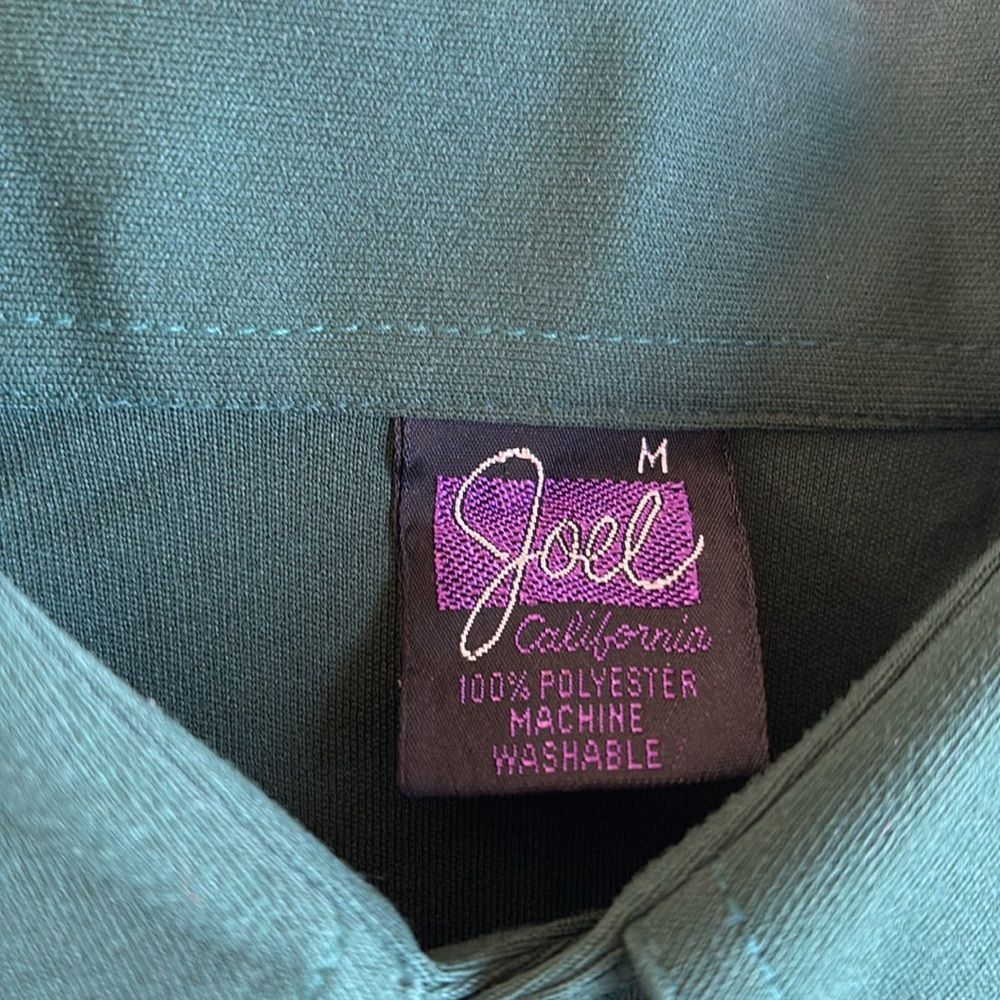 M
Joel
California
100% POLYESTER
MACHINE
WASHABLE